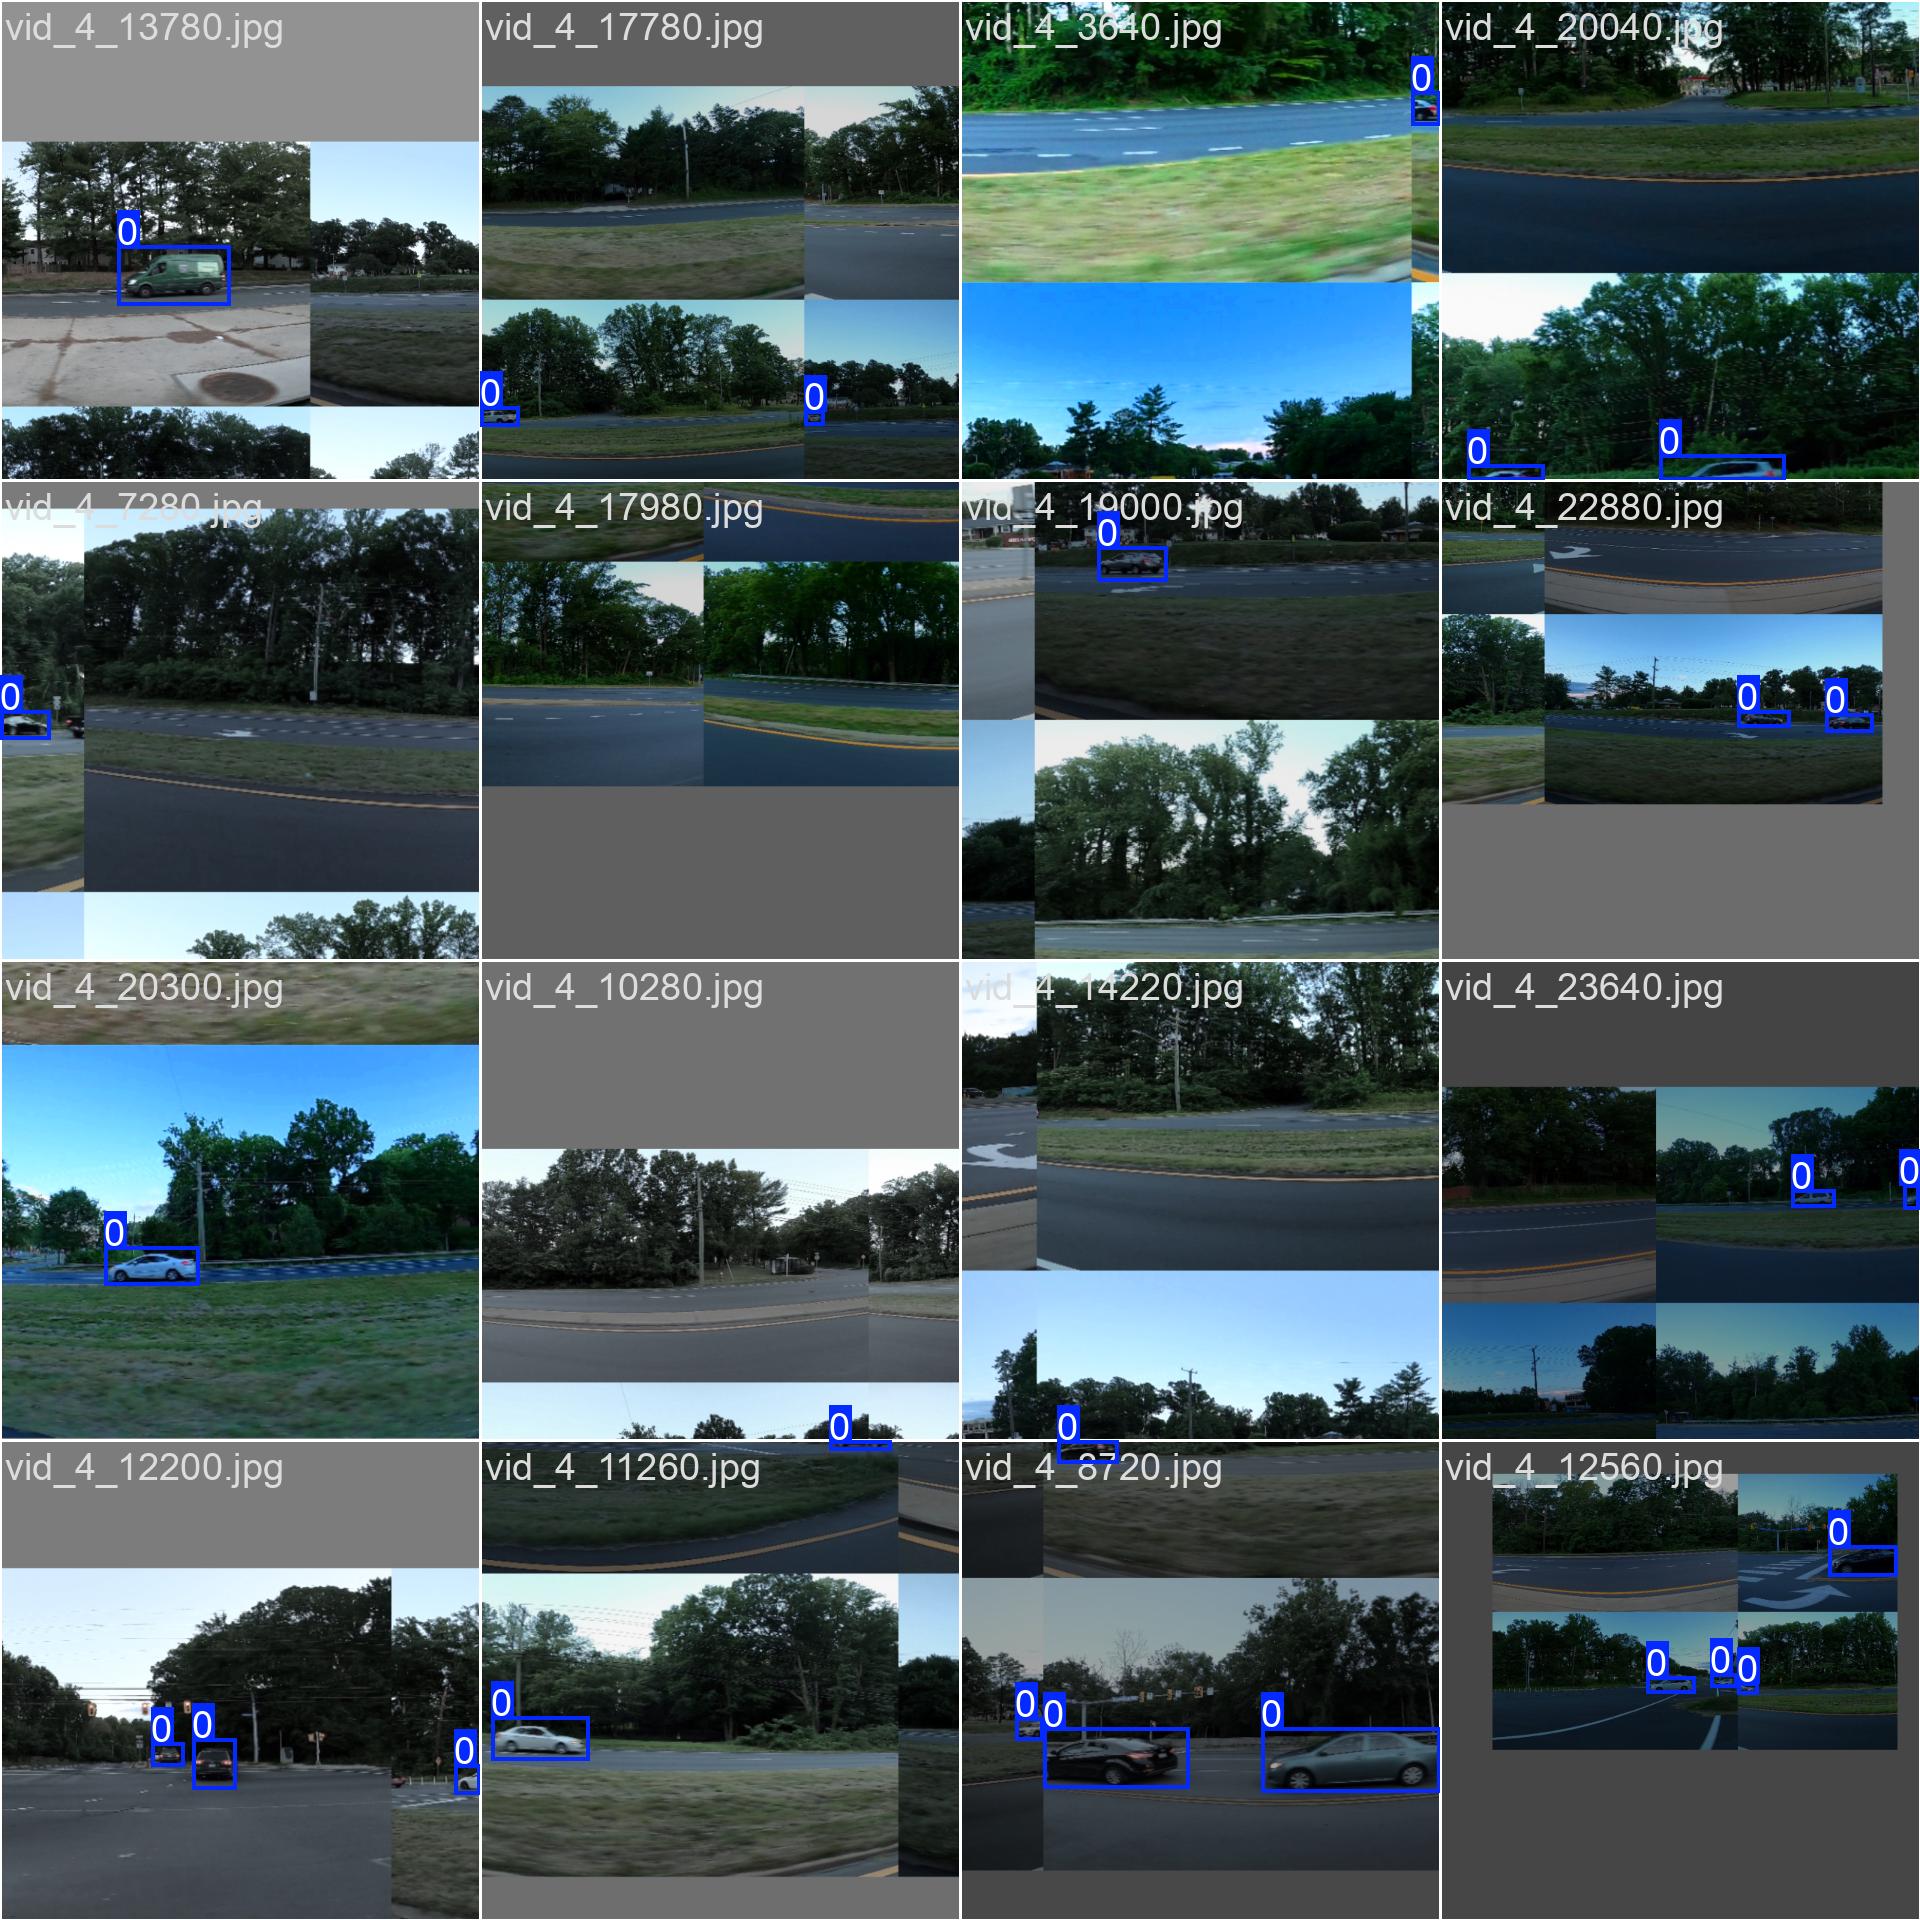 vid_4_13780.jpg
0
vid_4_17780.jpg
0
0
vid_4_3640.jpg
0
vid_4_20040.jpg
0
0
vid_4_7280.jpg
0
vid_4_17980.jpg
vid_4_19000.jpg
0
vid_4_22880.jpg
0
0
vid_4_20300.jpg
0
vid_4_10280.jpg
0
vid_4_14220.jpg
0
vid_4_23640.jpg
0
0
vid_4_12200.jpg
0
0
0
vid_4_11260.jpg
0
vid_4_8720.jpg
0
0
0
vid_4_12560.jpg
0
0
0
0